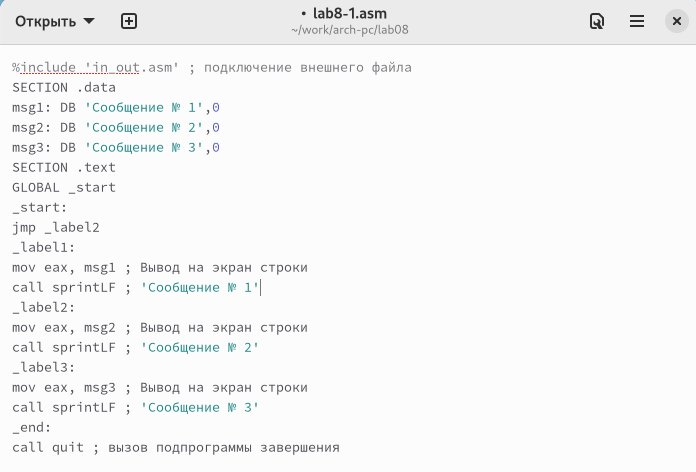 Открыть
• lab8-1.asm
~/work/arch-pc/lab08
%include 'in_out.asm' ; подключение внешнего файла
SECTION .data
msg1: DB 'Сообщение № 1',0
msg2: DB 'Сообщение № 2',0
msg3: DB 'Сообщение № 3',0
SECTION .text
GLOBAL _start
_start:
jmp _label2
_label1:
mov eax, msg1 ; Вывод на экран строки
call sprintLF ; 'Сообщение № 1'
_label2:
mov eax, msg2 ; Вывод на экран строки
call sprintLF ; 'Сообщение № 2'
_label3:
mov eax, msg3 ; Вывод на экран строки
call sprintLF ; 'Сообщение № 3'
_end:
call quit ; вызов подпрограммы завершения